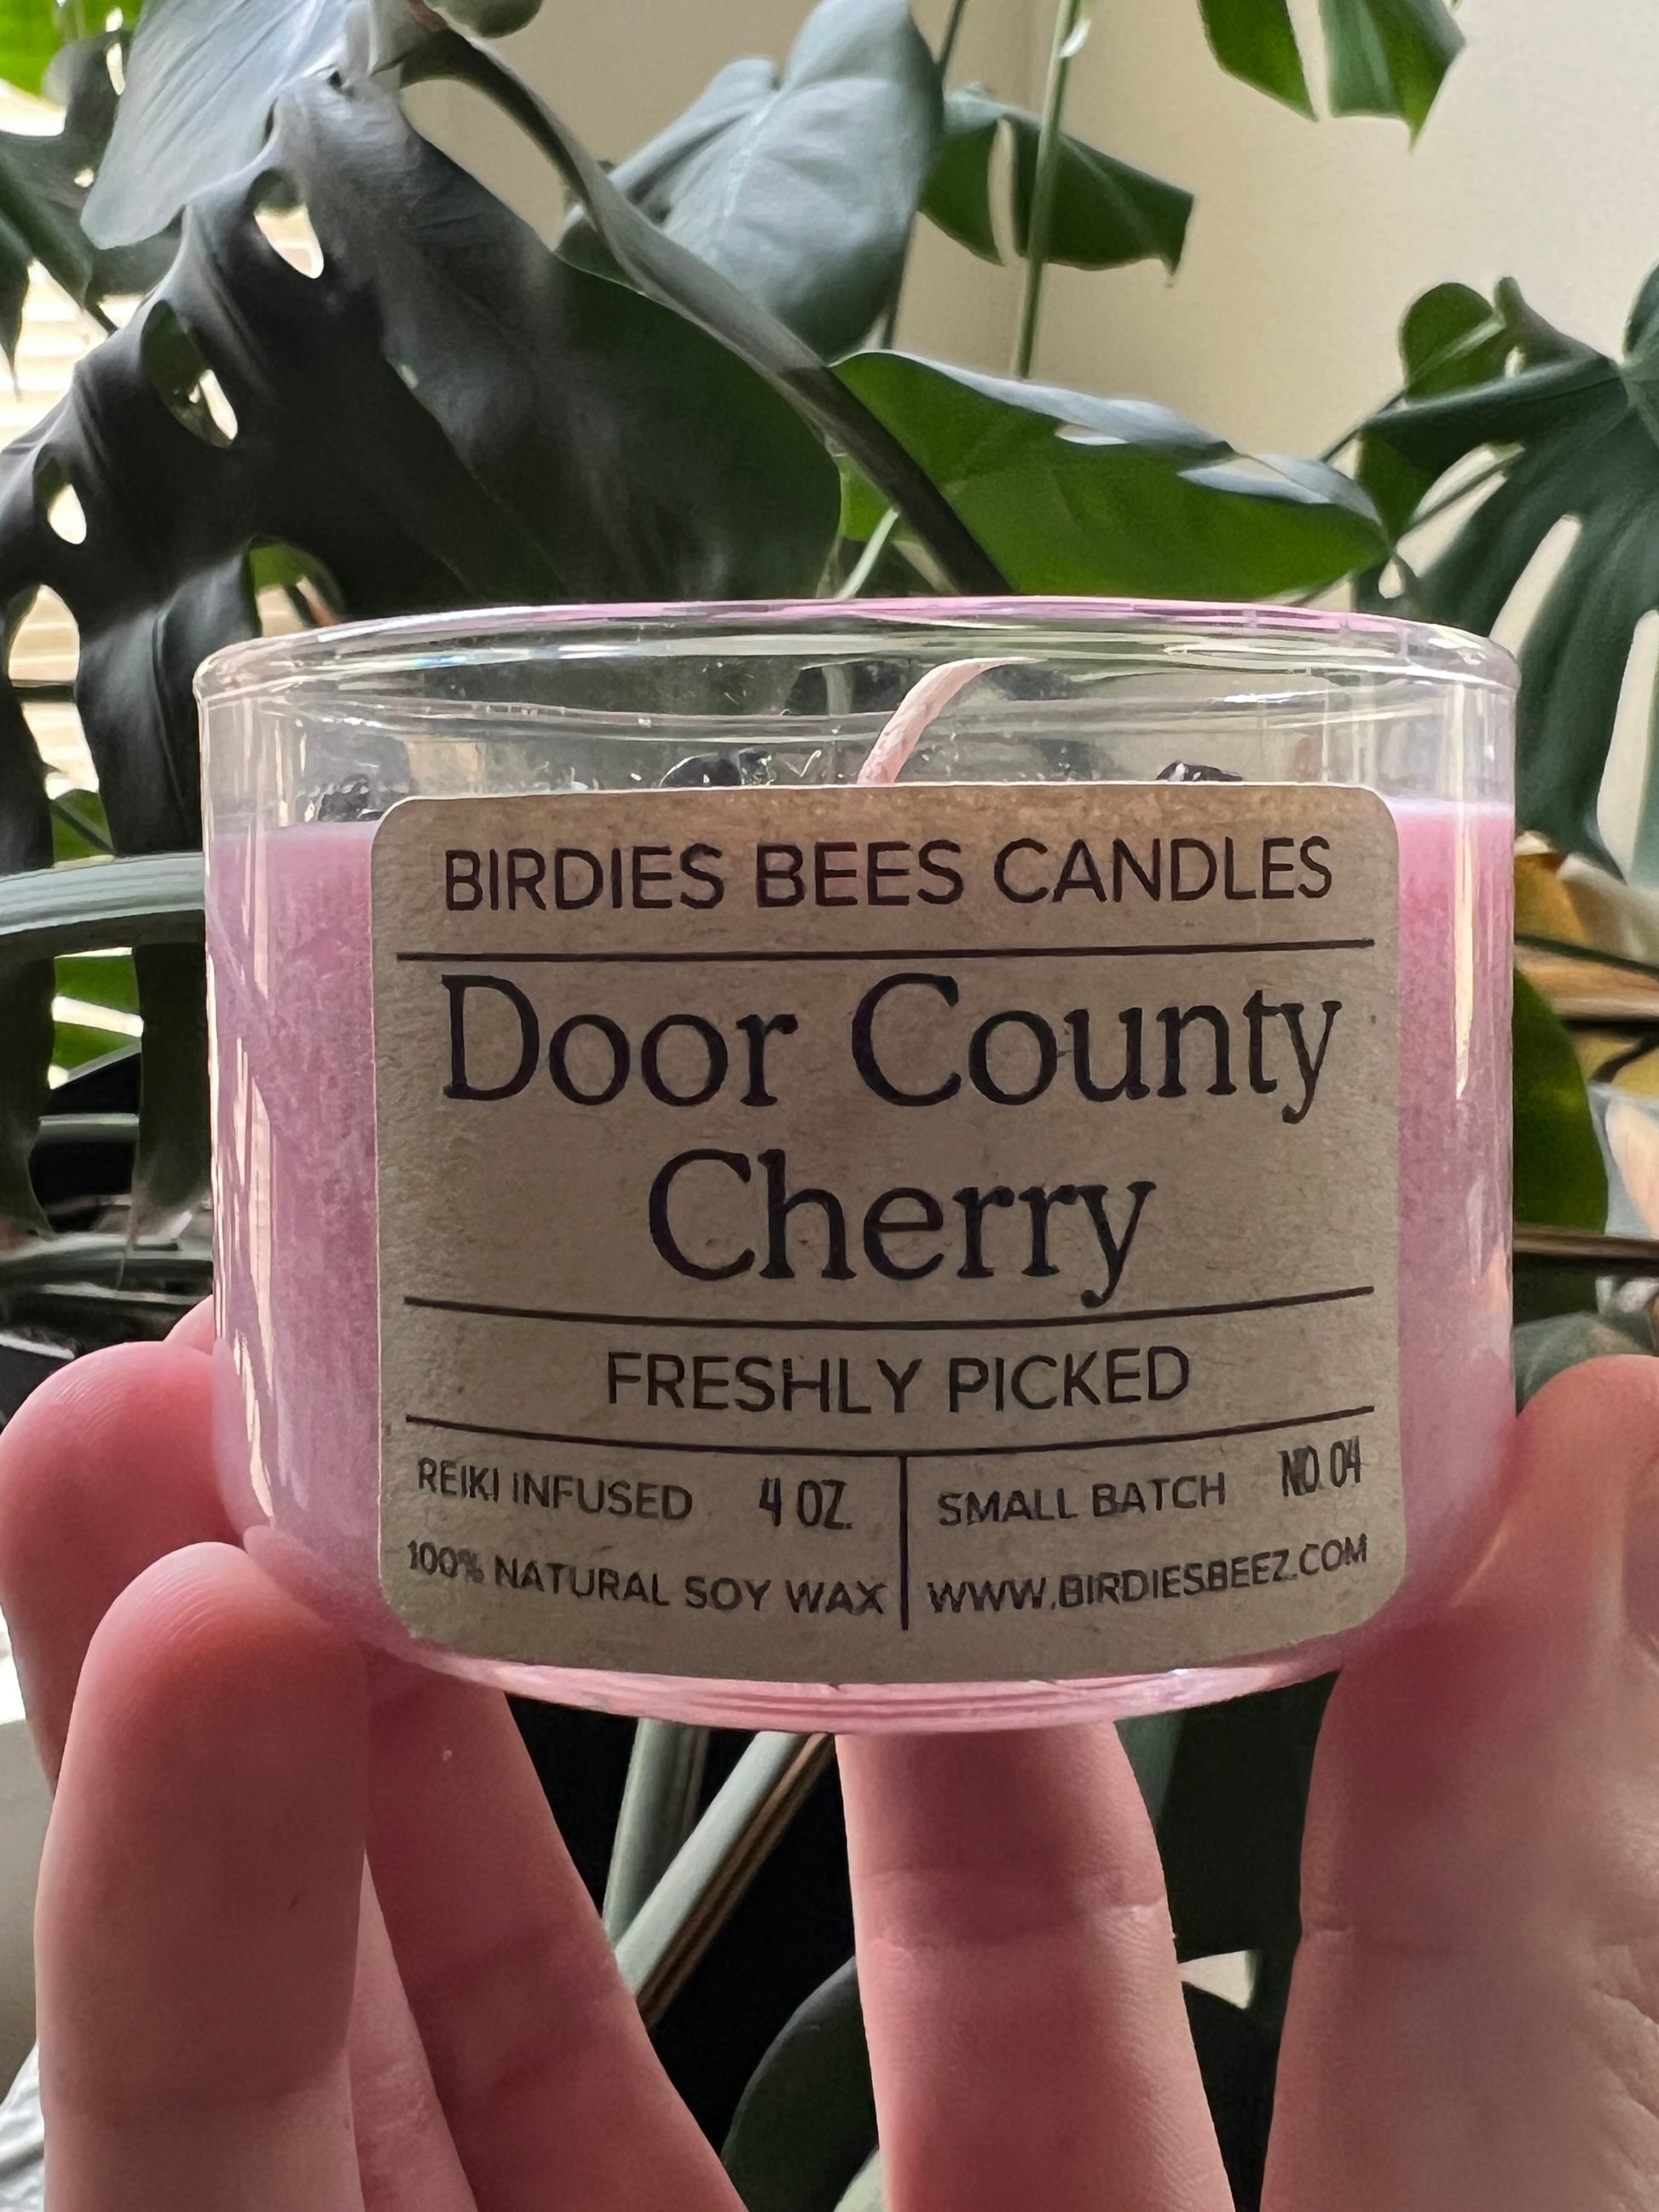 BIRDIES BEES CANDLES
Door County
Cherry
FRESHLY PICKED
REIKI INFUSED 4 OZ.
100% NATURAL SOY WAX
SMALL BATCH NO. 04
WWW.BIRDIESBEEZ.COM